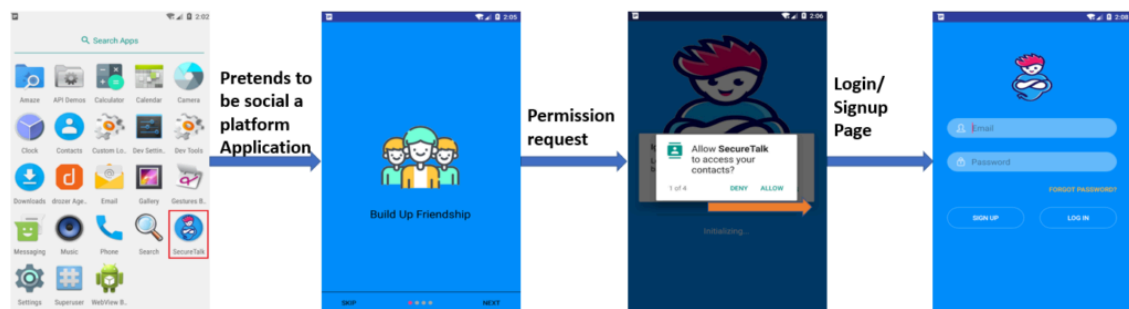 2:02
Search Apps
Amaze API Demos Calculator Calendar Camera
Clock Contacts Custom Lo.. Dev Settin.. Dev Tools
Downloads drozer Age.. Email Gallery Gestures B..
Messaging Music Phone Search SecureTalk
Settings Superuser WebView B..
Pretends to
be social a
platform
Application
2:05
Build Up Friendship
SKIP NEXT
Permission
request
2:06
Allow SecureTalk
to access your
contacts?
1 of 4 DENY ALLOW
Initializing...
Login/
Signup
Page
2:08
Email
Password
FORGOT PASSWORD?
SIGN UP LOG IN